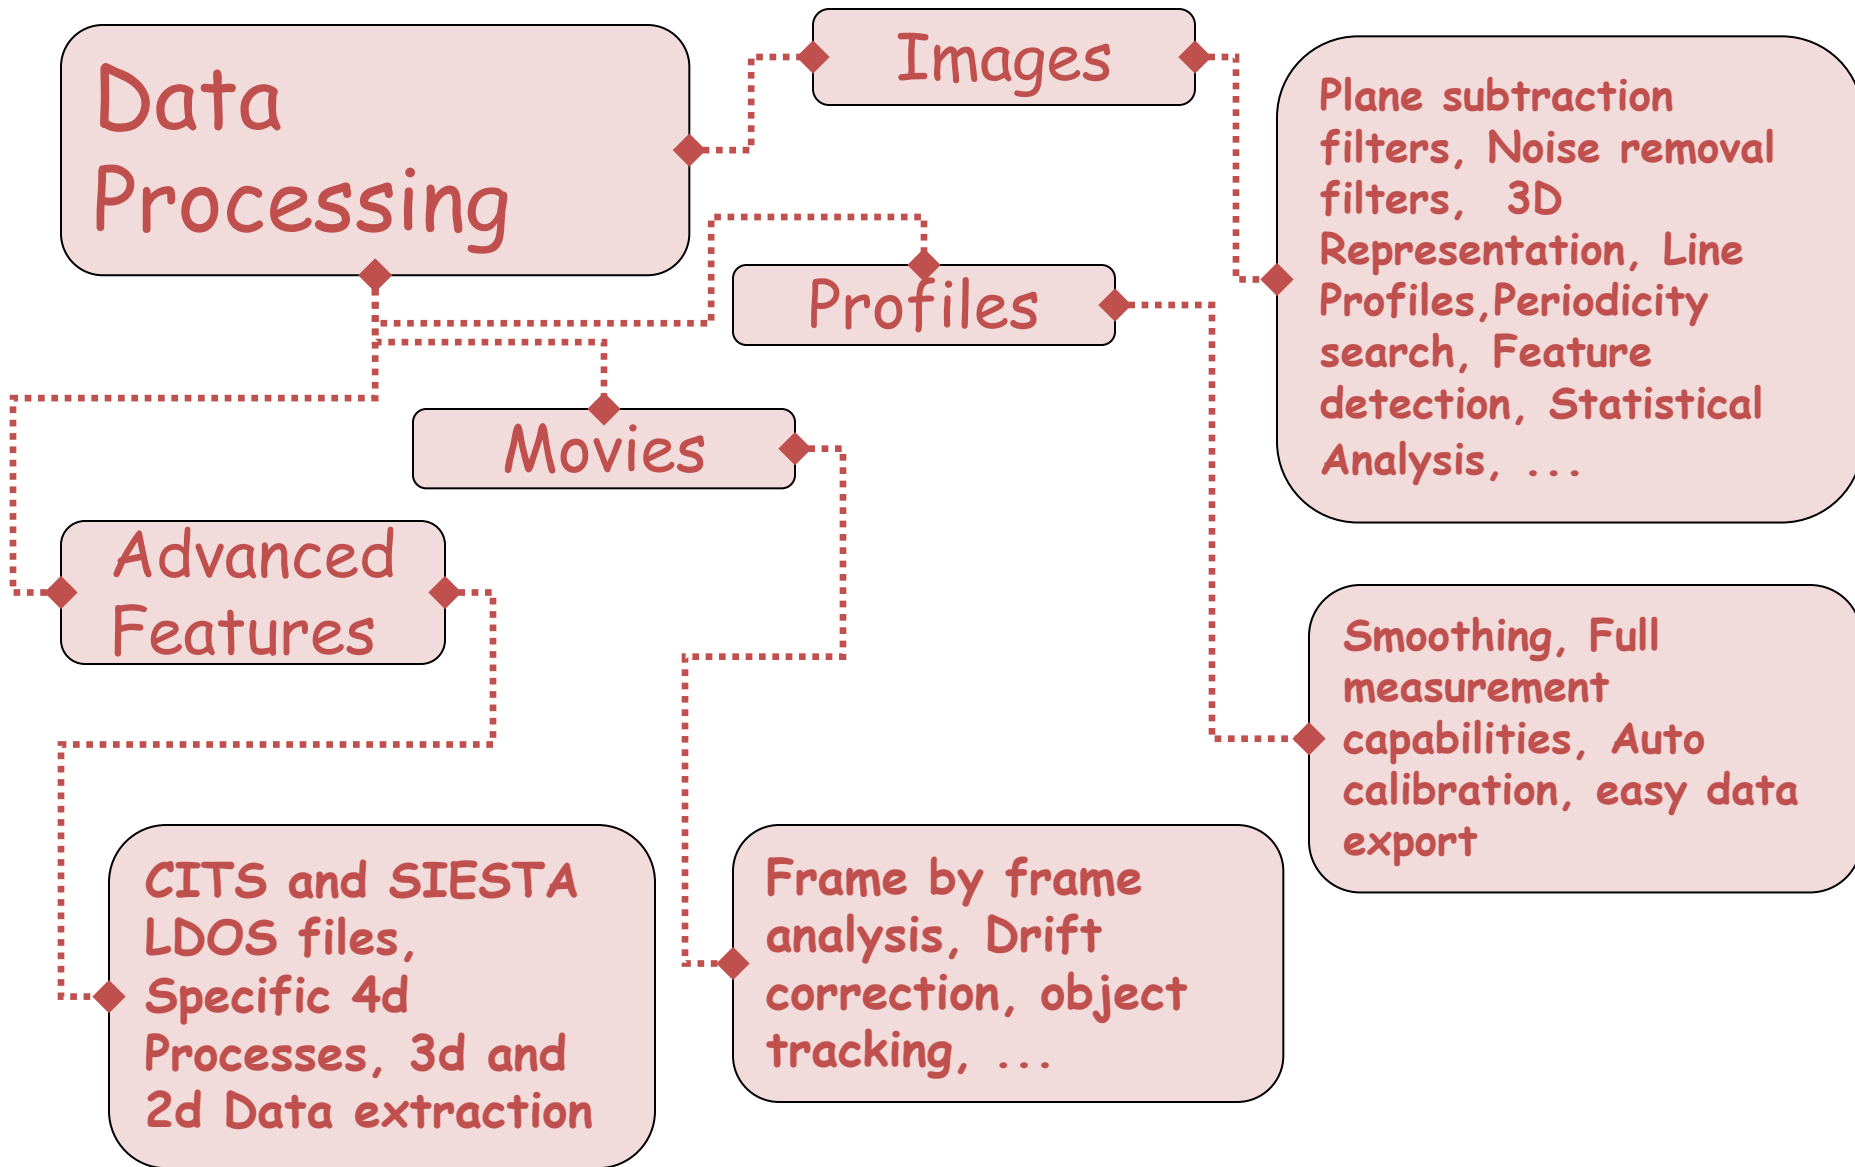 Data
Processing
Images
Plane subtraction
filters, Noise removal
filters, 3D
Representation, Line
Profiles,Periodicity
search, Feature
detection, Statistical
Analysis, ...
Profiles
Movies
Advanced
Features
Smoothing, Full
measurement
capabilities, Auto
calibration, easy data
export
CITS and SIESTA
LDOS files,
Specific 4d
Processes, 3d and
2d Data extraction
Frame by frame
analysis, Drift
correction, object
tracking, ...